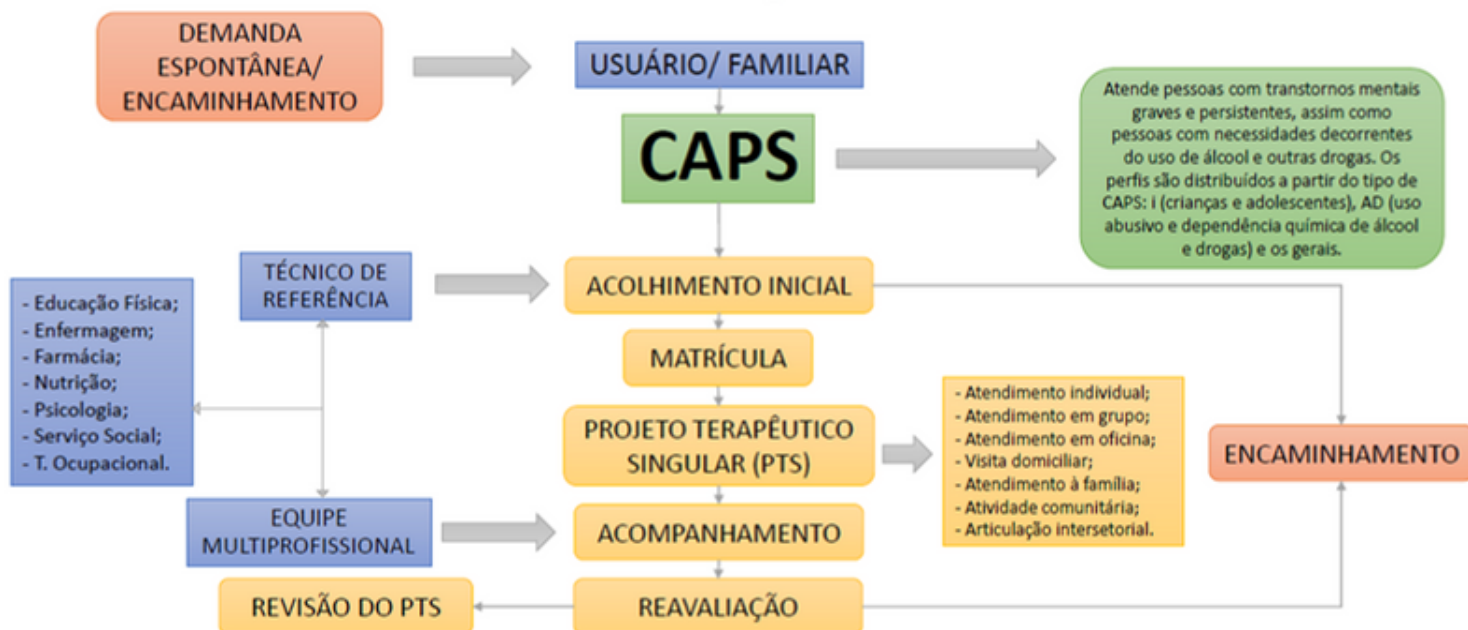 DEMANDA
ESPONTÂNEA/
ENCAMINHAMENTO
USUÁRIO/ FAMILIAR
CAPS
Atende pessoas com transtornos mentais
graves e persistentes, assim como
pessoas com necessidades decorrentes
do uso de álcool e outras drogas. Os
perfis são distribuídos a partir do tipo de
CAPS: i (crianças e adolescentes), AD (uso
abusivo e dependência química de álcool
e drogas) e os gerais.
TÉCNICO DE
REFERÊNCIA
ACOLHIMENTO INICIAL
- Educação Física;
- Enfermagem;
- Farmácia;
- Nutrição;
- Psicologia;
- Serviço Social;
- T. Ocupacional.
MATRÍCULA
PROJETO TERAPÊUTICO
SINGULAR (PTS)
- Atendimento individual;
- Atendimento em grupo;
- Atendimento em oficina;
- Visita domiciliar;
- Atendimento à família;
- Atividade comunitária;
- Articulação intersetorial.
ENCAMINHAMENTO
EQUIPE
MULTIPROFISSIONAL
ACOMPANHAMENTO
REVISÃO DO PTS
REAVALIAÇÃO